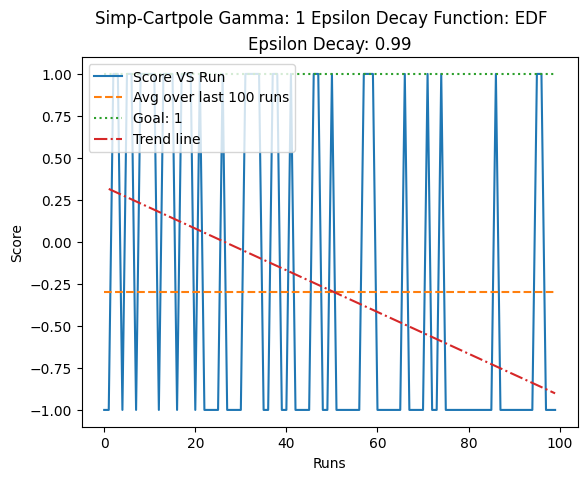 Simp-Cartpole Gamma: 1 Epsilon Decay Function: EDF
Epsilon Decay: 0.99
Score VS Run
Avg over last 100 runs
Goal: 1
Trend line
1.00
0.75
0.50
0.25
0.00
−0.25
−0.50
−0.75
−1.00
Score
0 20 40 60 80 100
Runs